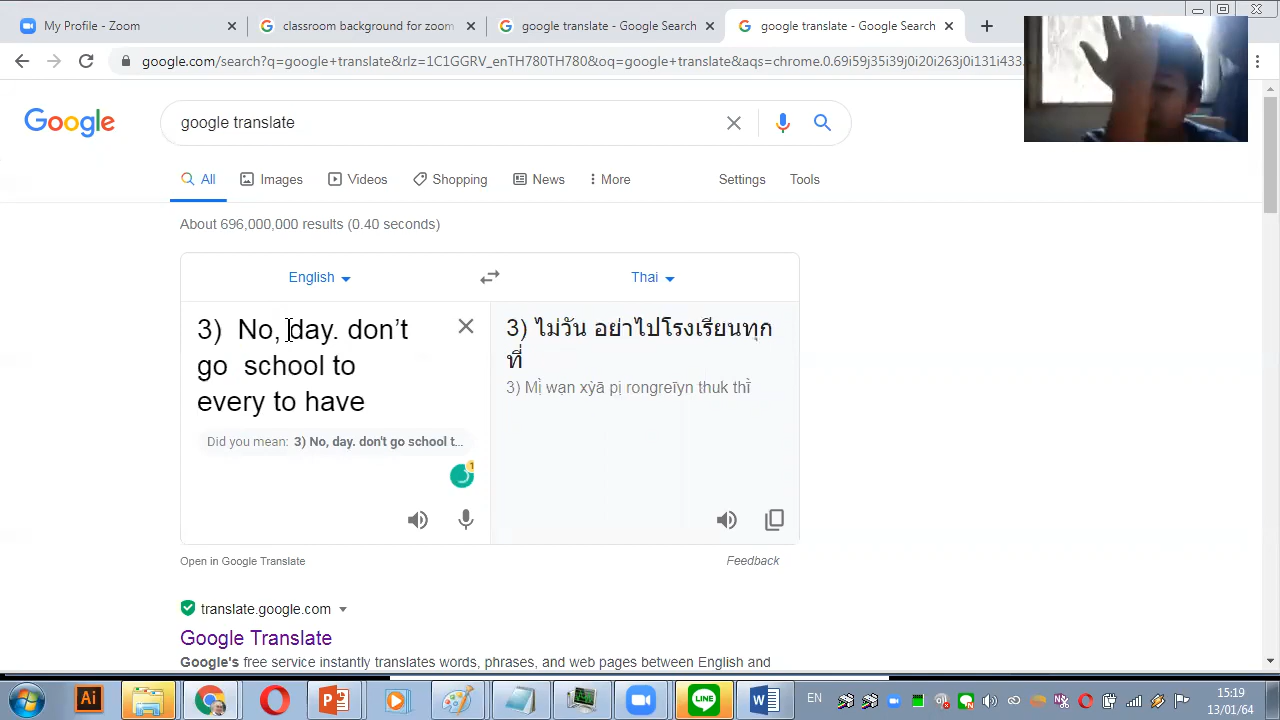 My Profile - Zoom
classroom background for zoom
google translate - Google Search
google translate - Google Search
google.com/search?q=google+translate&rlz=1C1GGRV_enTH780TH780&oq=google+translate&aqs=chrome.0.69i59j35i39j0i20i263j0i131i433...
Google
google translate
All
Images
Videos
Shopping
News
More
Settings
Tools
About 696,000,000 results (0.40 seconds)
English
Thai
3) No, day. don’t
go school to
every to have
Did you mean: 3) No, day. don't go school t...
1
3) ไม่วัน อย่าไปโรงเรียนทุก
ที่
3) Mị̀ wạn xỳā pị rongreīyn thuk thī̀
Open in Google Translate
Feedback
translate.google.com
Google Translate
Google's free service instantly translates words, phrases, and web pages between English and
Ai
LINE
EN
15:19
13/01/64